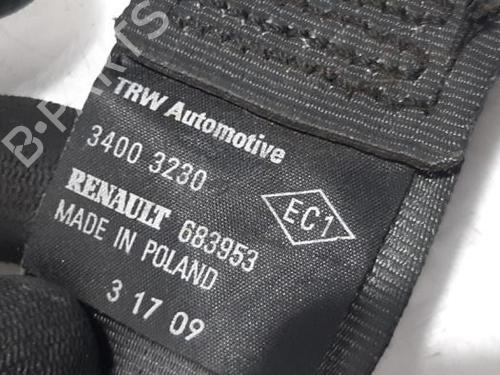 TRW Automotive
3400 3230
RENAULT 683953
EC1
MADE IN POLAND
3 17 09
B-PARTS